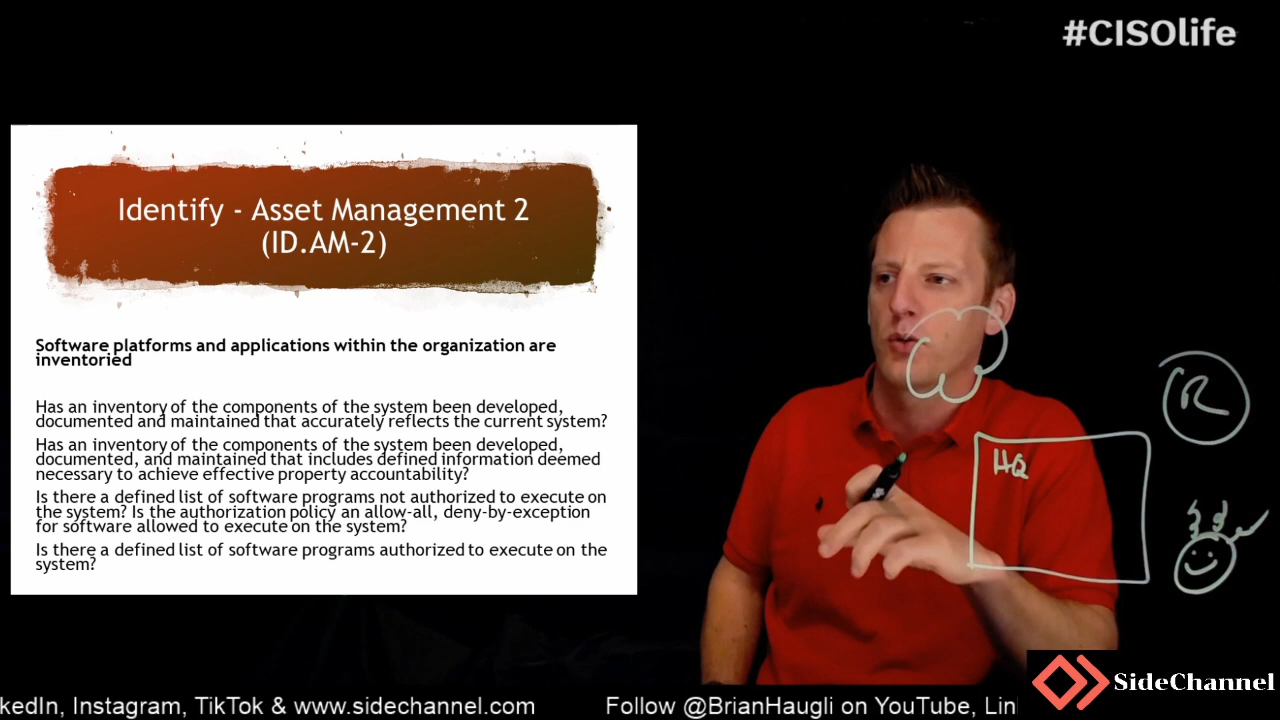 #CISOlife
Identify - Asset Management 2
(ID.AM-2)
Software platforms and applications within the organization are
inventoried
Has an inventory of the components of the system been developed,
documented and maintained that accurately reflects the current system?
Has an inventory of the components of the system been developed,
documented, and maintained that includes defined information deemed
necessary to achieve effective property accountability?
Is there a defined list of software programs not authorized to execute on
the system? Is the authorization policy an allow-all, deny-by-exception
for software allowed to execute on the system?
Is there a defined list of software programs authorized to execute on the
system?
R
HQ
SideChannel
kedIn, Instagram, TikTok & www.sidechannel.com Follow @BrianHaugli on YouTube, Lin